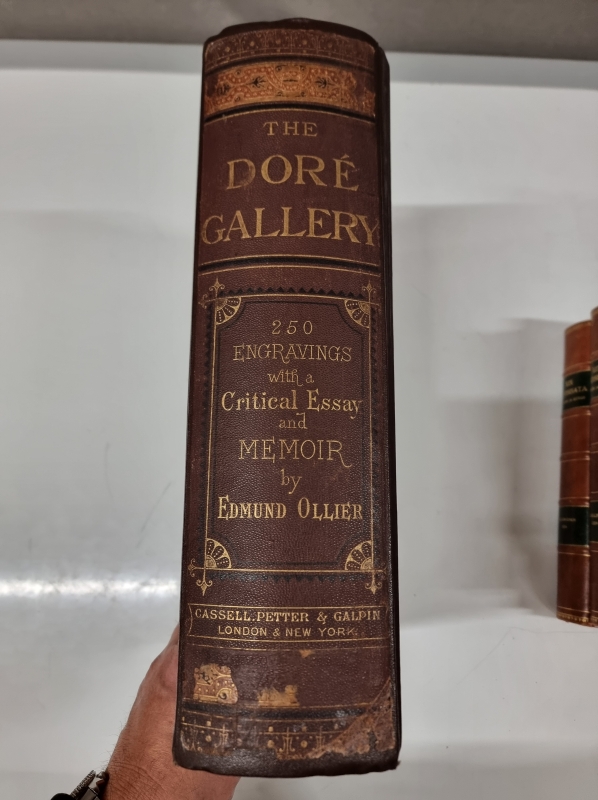 THE
DORÉ
GALLERY
250
ENGRAVINGS
with a
Critical Essay
and
MEMOIR
by
EDMUND OLLIER
CASSELL, PETTER & GALPIN
LONDON & NEW YORK.